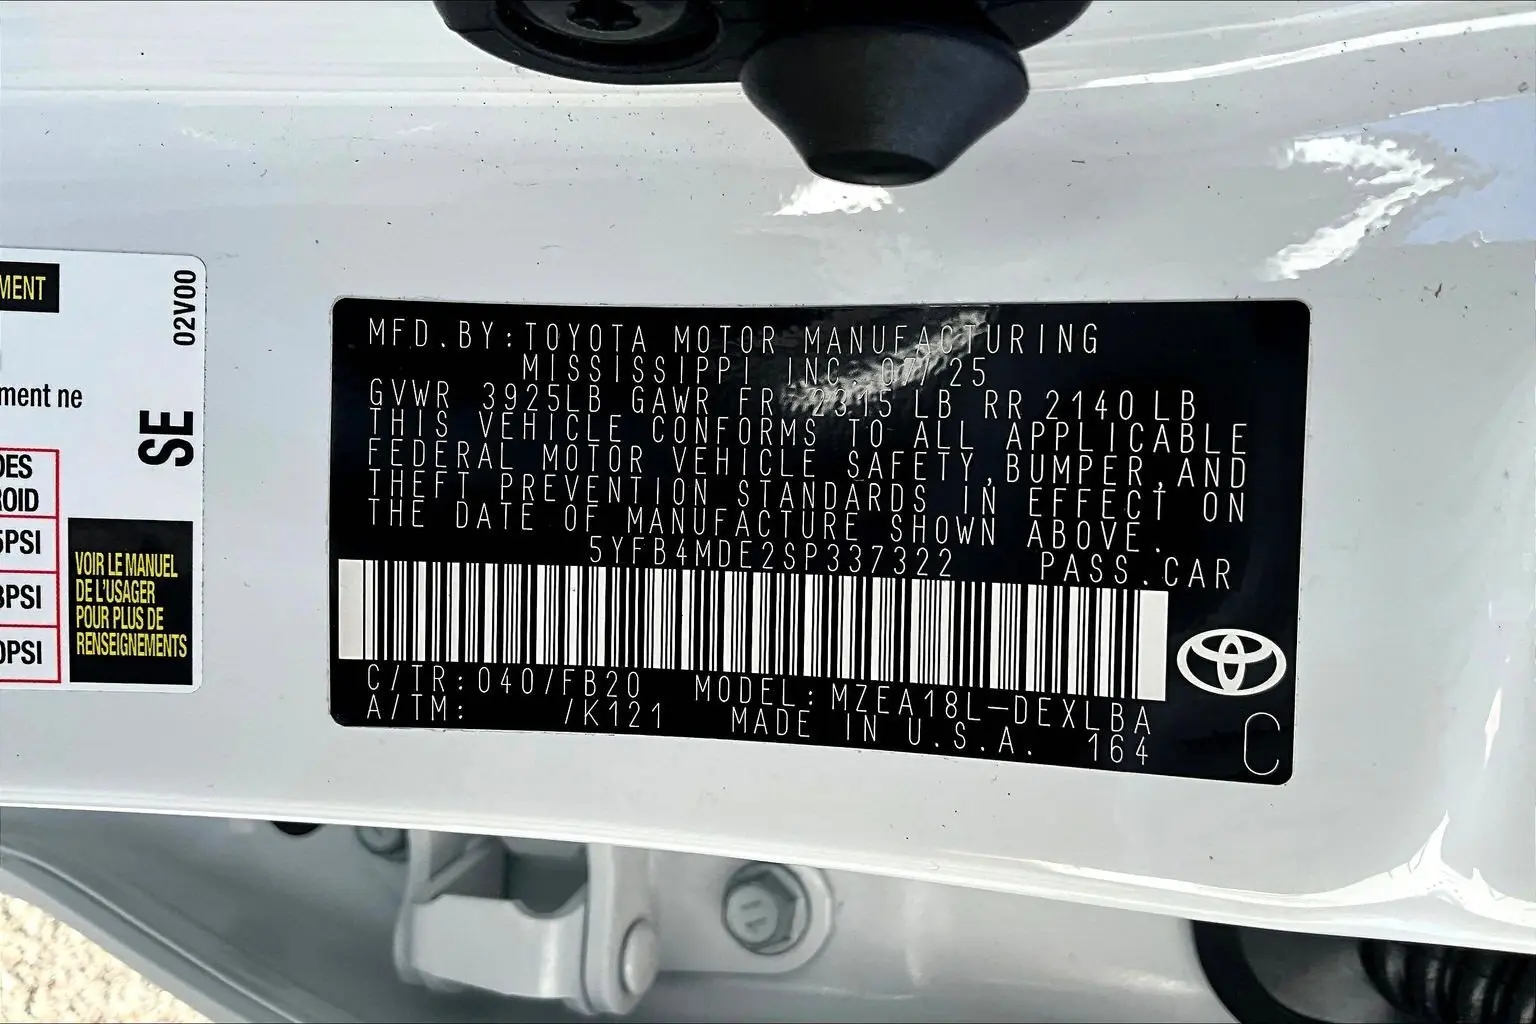 MENT
02V00
ment ne
SE
DES
ROID
5PSI
3PSI
0PSI
VOIR LE MANUEL
DE L'USAGER
POUR PLUS DE
RENSEIGNEMENTS
MFD.BY:TOYOTA MOTOR MANUFACTURING
MISSISSIPPI INC. 07/25
GVWR 3925LB GAWR FR 2315 LB RR 2140 LB
THIS VEHICLE CONFORMS TO ALL APPLICABLE
FEDERAL MOTOR VEHICLE SAFETY,BUMPER,AND
THEFT PREVENTION STANDARDS IN EFFECT ON
THE DATE OF MANUFACTURE SHOWN ABOVE.
5YFB4MDE2SP337322 PASS.CAR
C/TR:040/FB20 MODEL:MZEA18L-DEXLBA
A/TM: /K121 MADE IN U.S.A. 164
C